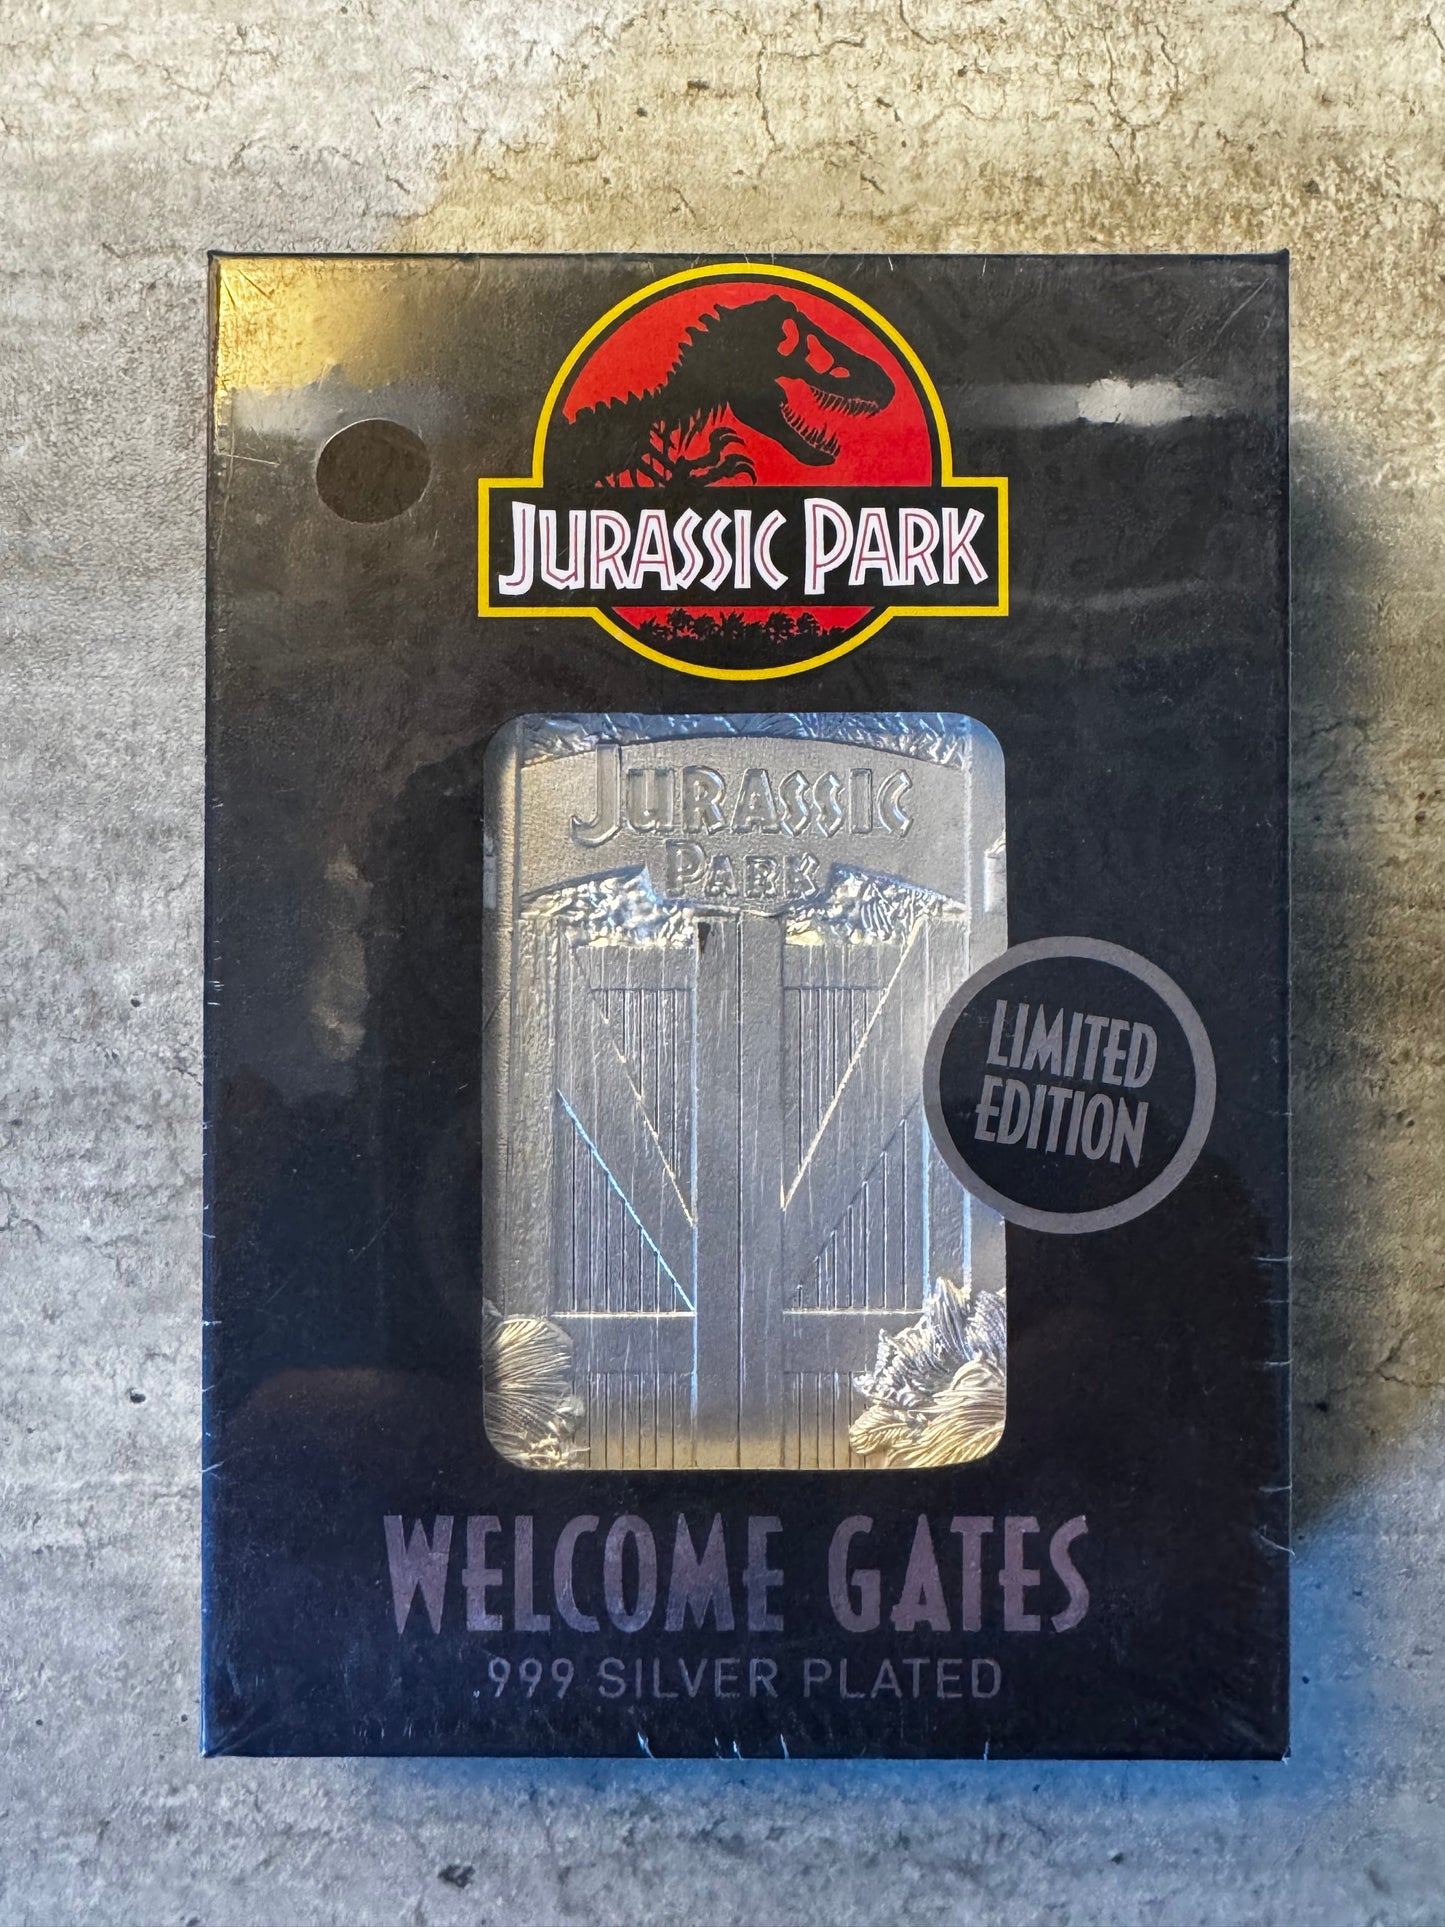 JURASSIC PARK
JURASSIC
PARK
LIMITED
EDITION
WELCOME GATES
.999 SILVER PLATED